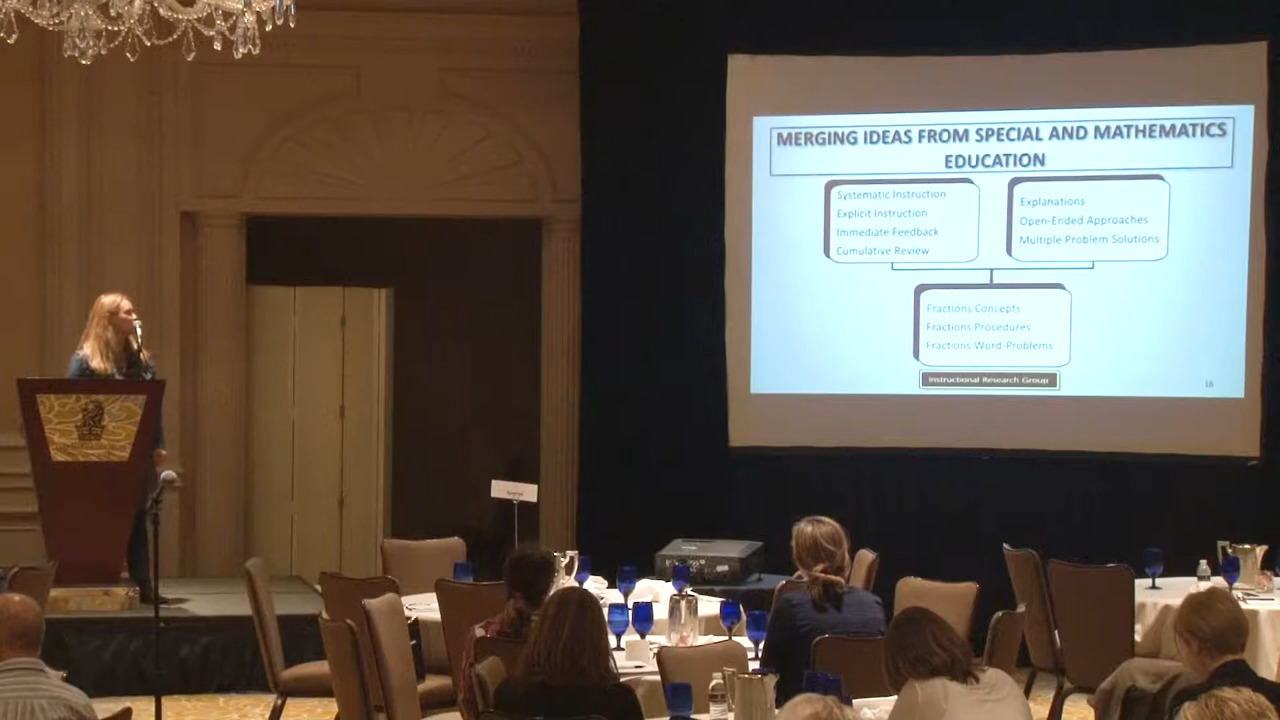 MERGING IDEAS FROM SPECIAL AND MATHEMATICS
EDUCATION
Systematic Instruction
Explicit Instruction
Immediate Feedback
Cumulative Review
Explanations
Open-Ended Approaches
Multiple Problem Solutions
Fractions Concepts
Fractions Procedures
Fractions Word-Problems
Instructional Research Group
16